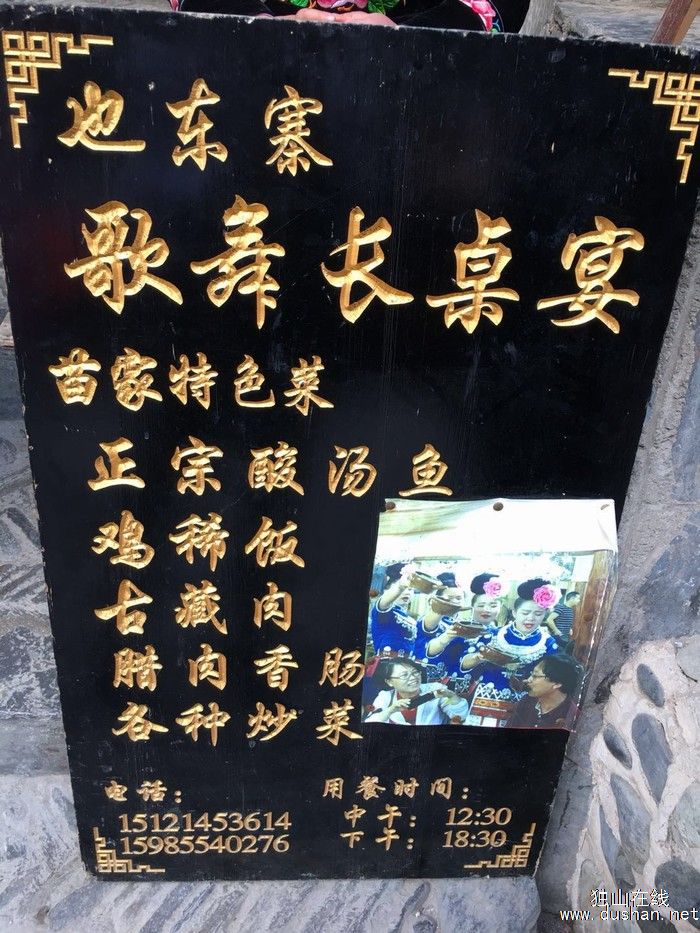 也东寨
歌舞长桌宴
苗家特色菜
正宗酸汤鱼
鸡稀饭
古藏肉
腊肉香肠
各种炒菜
电话：
15121453614
15985540276
用餐时间：
中午：12:30
下午：18:30
独山在線
www.dushan.net